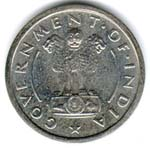 GOVERNMENT · OF · INDIA